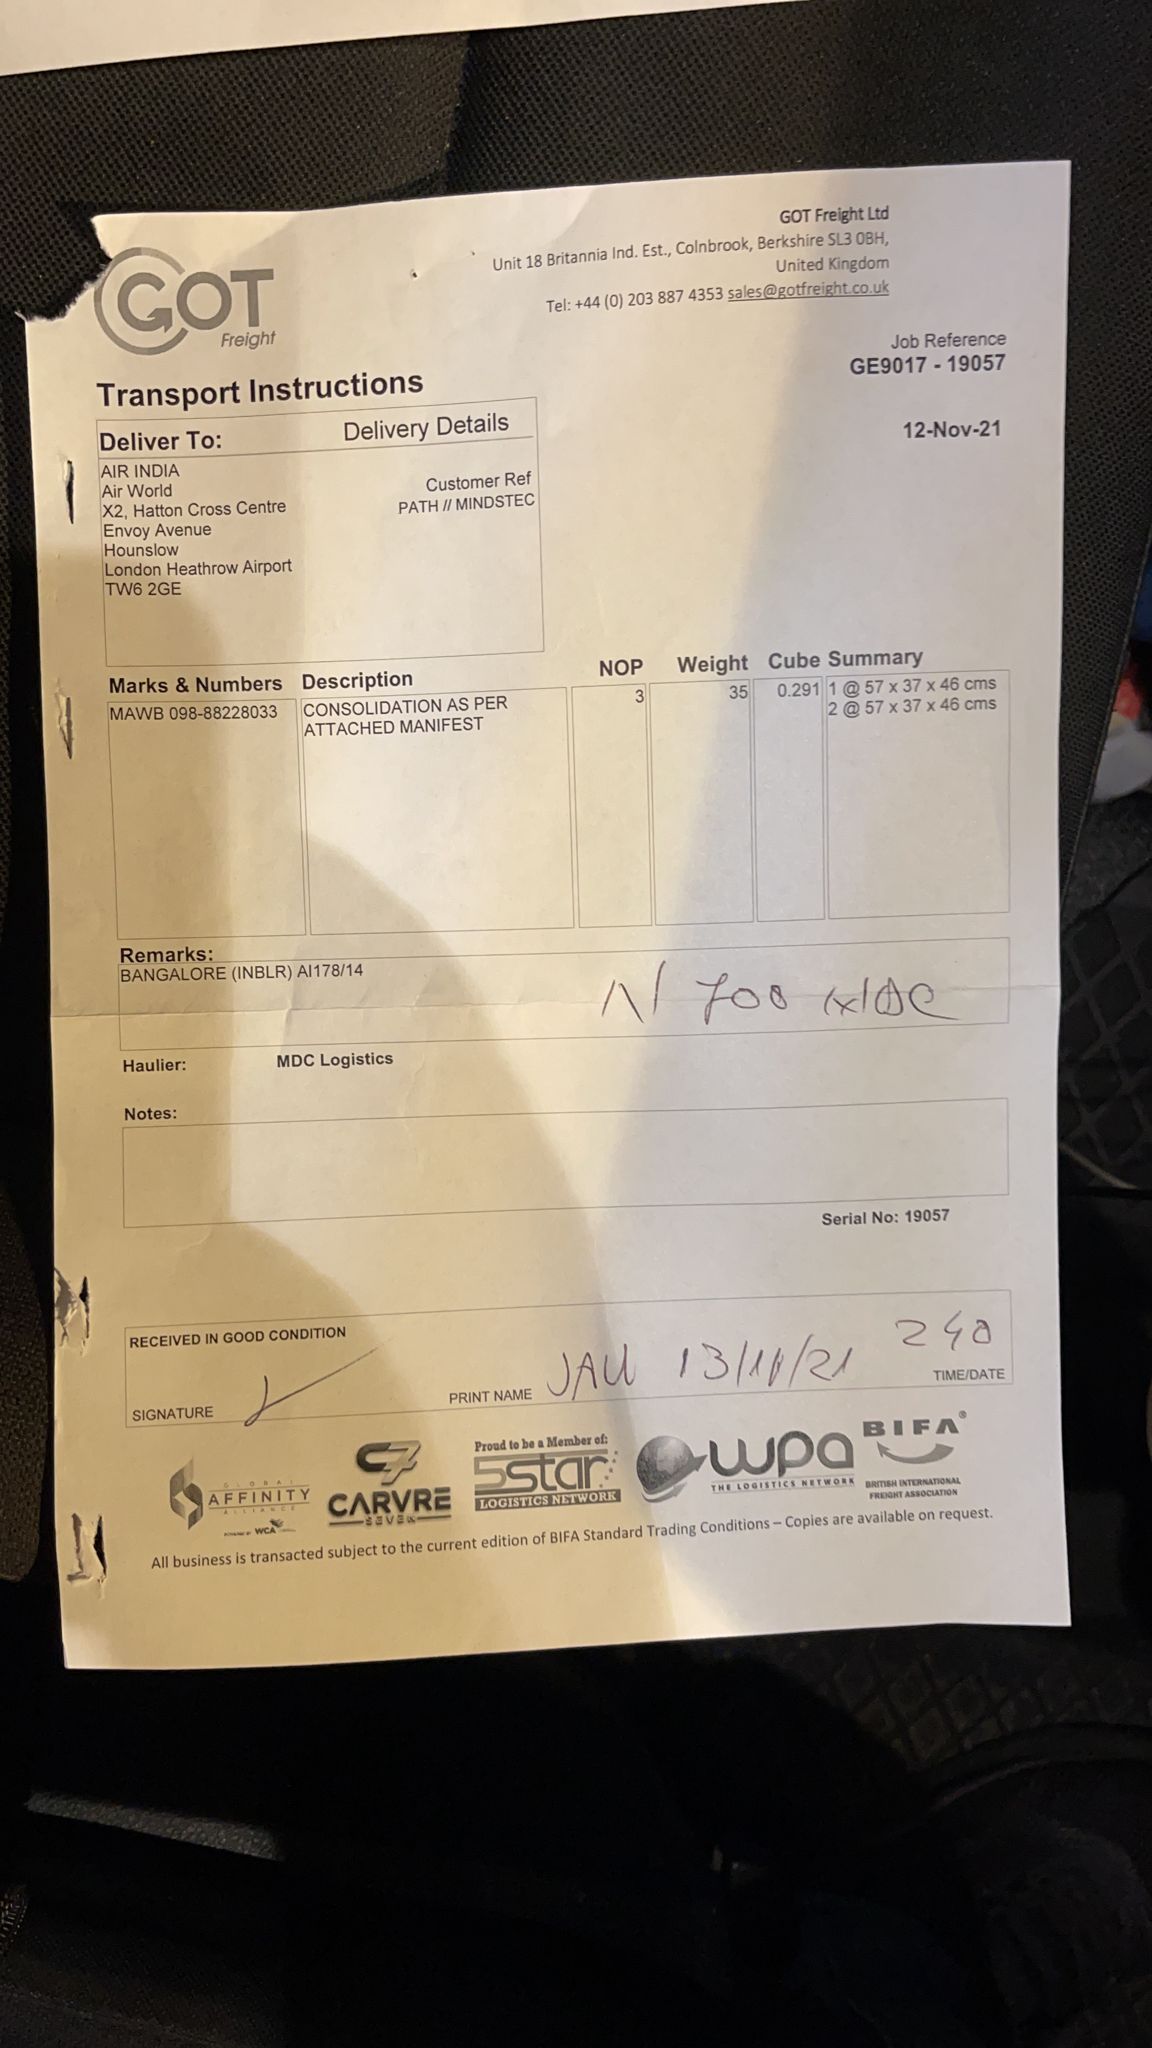 GOT
Freight
GOT Freight Ltd
Unit 18 Britannia Ind. Est., Colnbrook, Berkshire SL3 0BH,
United Kingdom
Tel: +44 (0) 203 887 4353 sales@gotfreight.co.uk
Job Reference
GE9017 - 19057
12-Nov-21
Transport Instructions
Deliver To: Delivery Details
AIR INDIA
Air World
X2, Hatton Cross Centre
Envoy Avenue
Hounslow
London Heathrow Airport
TW6 2GE
Customer Ref
PATH // MINDSTEC
Marks & Numbers Description NOP Weight Cube Summary
MAWB 098-88228033 CONSOLIDATION AS PER 3 35 0.291 1 @ 57 x 37 x 46 cms
ATTACHED MANIFEST 2 @ 57 x 37 x 46 cms
Remarks:
BANGALORE (INBLR) AI178/14
Haulier: MDC Logistics
Notes:
Serial No: 19057
RECEIVED IN GOOD CONDITION
SIGNATURE PRINT NAME 13/11/21 240 TIME/DATE
GLOBAL AFFINITY ALLIANCE
POWERED BY WCA
C7 CARVRE SEVEN
Proud to be a Member of:
5star
LOGISTICS NETWORK
wpa
THE LOGISTICS NETWORK
BIFA®
BRITISH INTERNATIONAL
FREIGHT ASSOCIATION
All business is transacted subject to the current edition of BIFA Standard Trading Conditions – Copies are available on request.